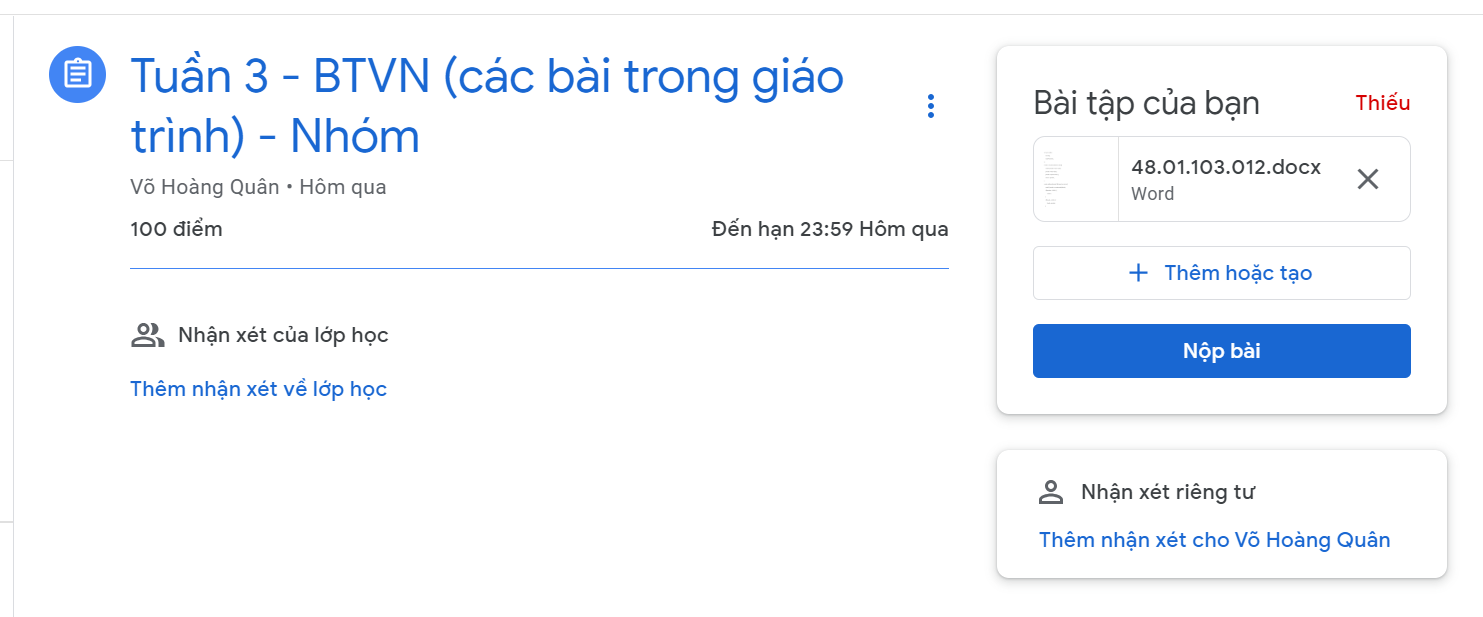 Tuần 3 - BTVN (các bài trong giáo
trình) - Nhóm
Võ Hoàng Quân • Hôm qua
100 điểm
Đến hạn 23:59 Hôm qua
Nhận xét của lớp học
Thêm nhận xét về lớp học
Bài tập của bạn
Thiếu
48.01.103.012.docx
Word
+ Thêm hoặc tạo
Nộp bài
Nhận xét riêng tư
Thêm nhận xét cho Võ Hoàng Quân